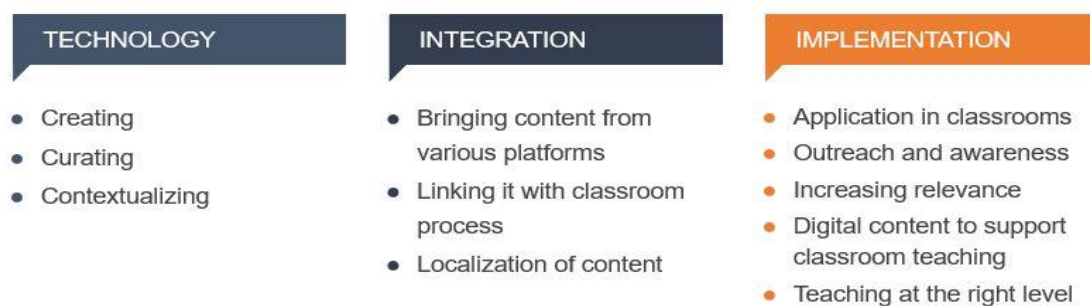 TECHNOLOGY
• Creating
• Curating
• Contextualizing
INTEGRATION
• Bringing content from
various platforms
• Linking it with classroom
process
• Localization of content
IMPLEMENTATION
• Application in classrooms
• Outreach and awareness
• Increasing relevance
• Digital content to support
classroom teaching
• Teaching at the right level